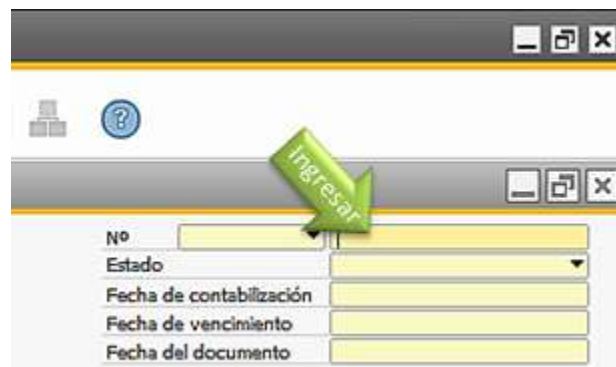 ?
Ingresar
Nº
Estado
Fecha de contabilización
Fecha de vencimiento
Fecha del documento